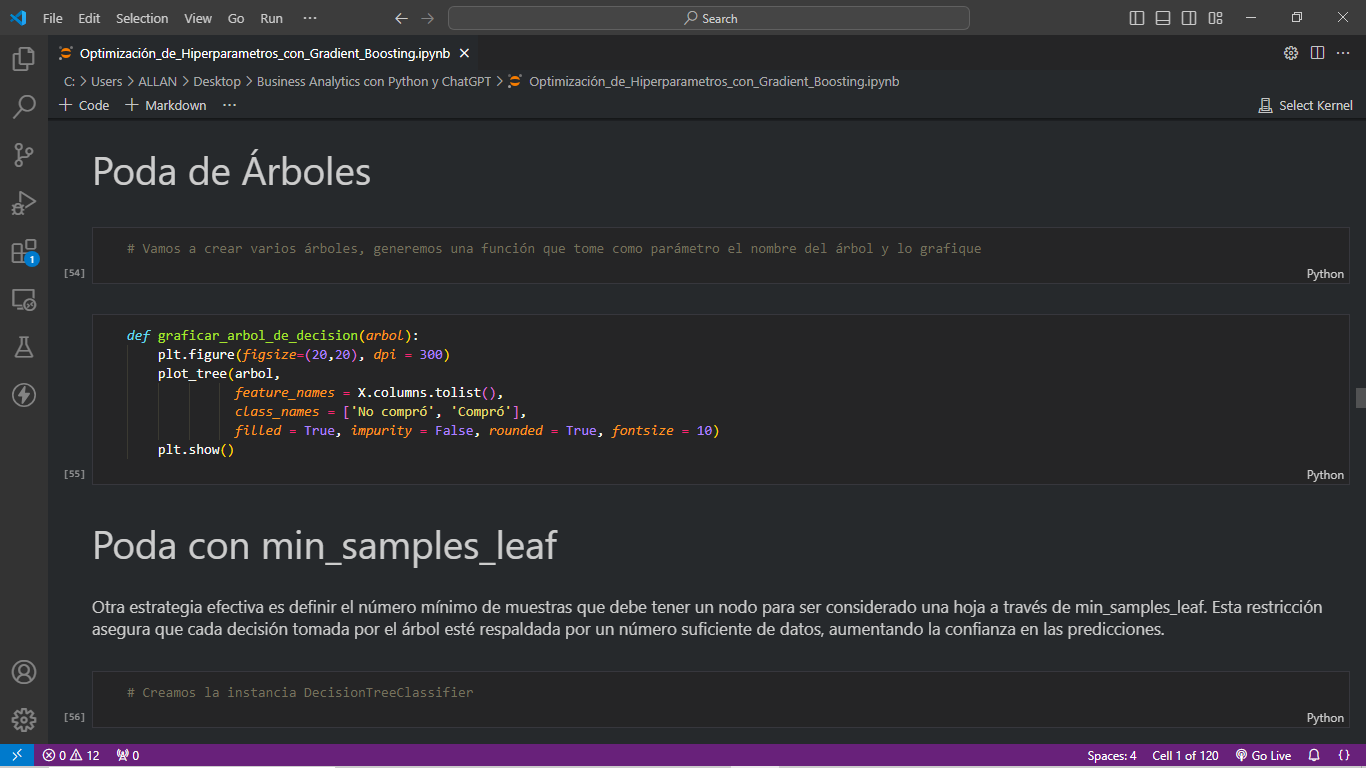 File Edit Selection View Go Run ··· Search
Optimización_de_Hiperparametros_con_Gradient_Boosting.ipynb
C: > Users > ALLAN > Desktop > Business Analytics con Python y ChatGPT > Optimización_de_Hiperparametros_con_Gradient_Boosting.ipynb
+ Code + Markdown ··· Select Kernel
Poda de Árboles
# Vamos a crear varios árboles, generemos una función que tome como parámetro el nombre del árbol y lo grafique
[54]
Python
def graficar_arbol_de_decision(arbol):
    plt.figure(figsize=(20,20), dpi = 300)
    plot_tree(arbol,
              feature_names = X.columns.tolist(),
              class_names = ['No compró', 'Compró'],
              filled = True, impurity = False, rounded = True, fontsize = 10)
    plt.show()
[55]
Python
Poda con min_samples_leaf
Otra estrategia efectiva es definir el número mínimo de muestras que debe tener un nodo para ser considerado una hoja a través de min_samples_leaf. Esta restricción
asegura que cada decisión tomada por el árbol esté respaldada por un número suficiente de datos, aumentando la confianza en las predicciones.
# Creamos la instancia DecisionTreeClassifier
[56]
Python
1
0 12 0 Spaces: 4 Cell 1 of 120 Go Live {}